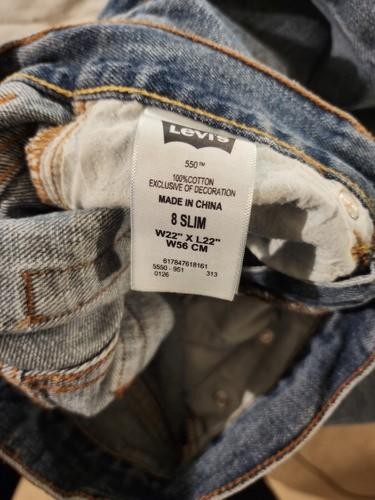 Levi's
550™
100%COTTON
EXCLUSIVE OF DECORATION
MADE IN CHINA
8 SLIM
W22" X L22"
W56 CM
617847618161
5550 - 951
0126 313